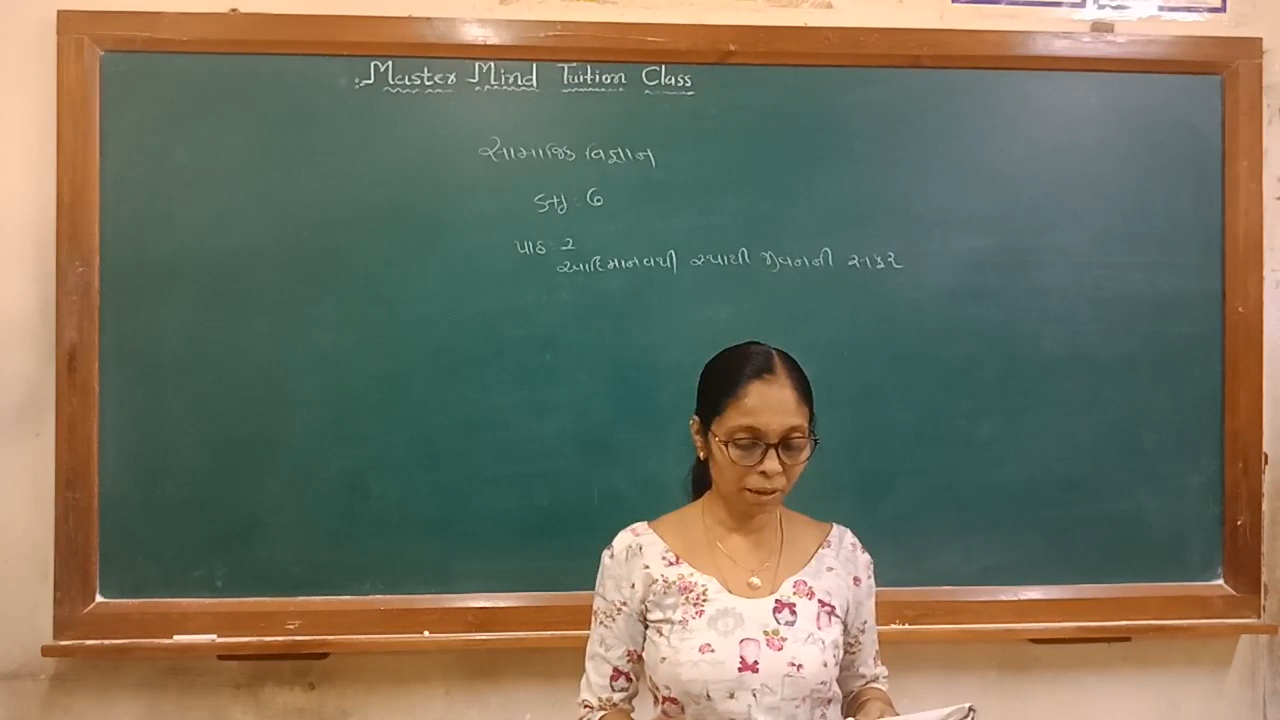 Master Mind Tuition Class
સામાજિક વિજ્ઞાન
ધોરણ : 6
પાઠ : 2
આદિમાનવથી સ્થાયી જીવનની સફર